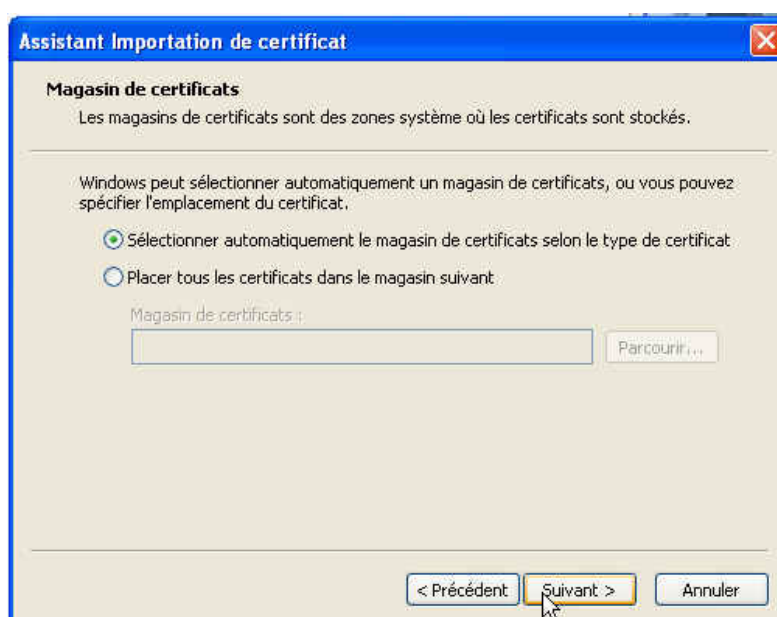 Assistant Importation de certificat
Magasin de certificats
Les magasins de certificats sont des zones système où les certificats sont stockés.
Windows peut sélectionner automatiquement un magasin de certificats, ou vous pouvez
spécifier l'emplacement du certificat.
Sélectionner automatiquement le magasin de certificats selon le type de certificat
Placer tous les certificats dans le magasin suivant
Magasin de certificats :
Parcourir...
< Précédent Suivant > Annuler